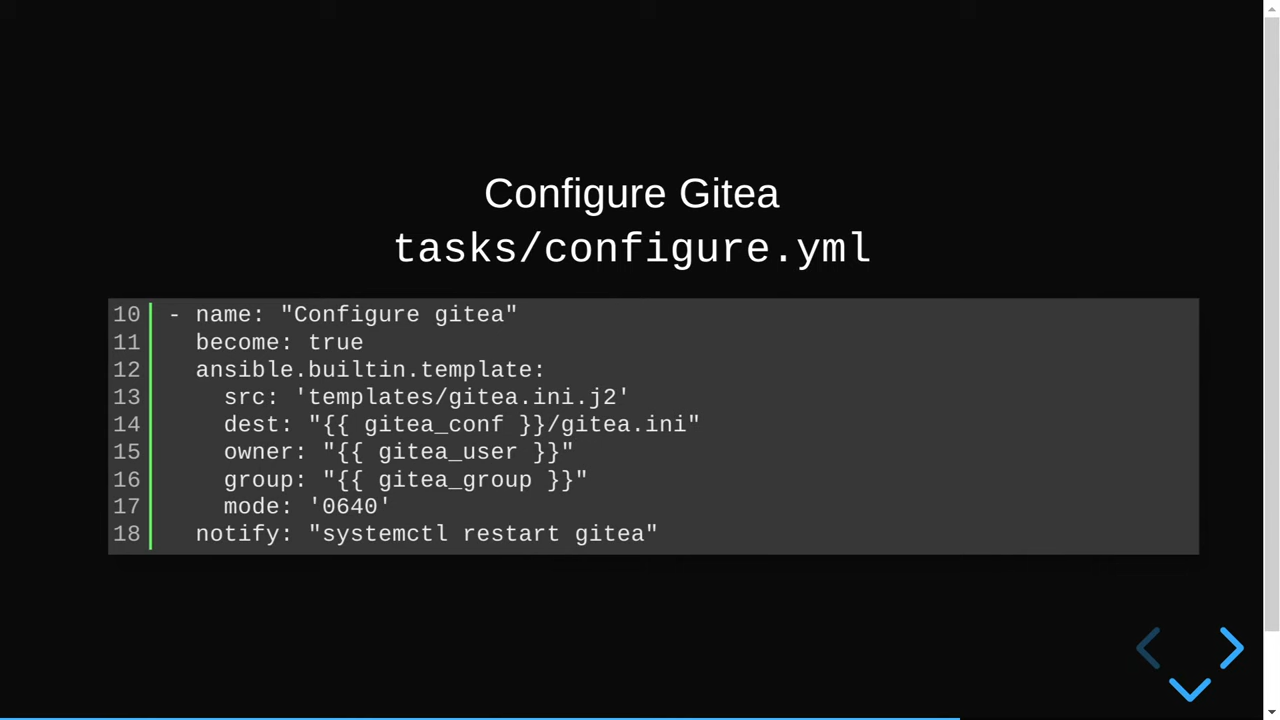 Configure Gitea
tasks/configure.yml
10 - name: "Configure gitea"
11   become: true
12   ansible.builtin.template:
13     src: 'templates/gitea.ini.j2'
14     dest: "{{ gitea_conf }}/gitea.ini"
15     owner: "{{ gitea_user }}"
16     group: "{{ gitea_group }}"
17     mode: '0640'
18   notify: "systemctl restart gitea"